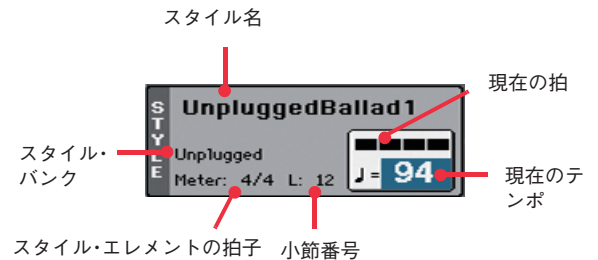 スタイル名
現在の拍
STYLE
UnpluggedBallad1
スタイル・
バンク
Unplugged
Meter: 4/4 L: 12
♩= 94
現在のテ
ンポ
スタイル・エレメントの拍子
小節番号